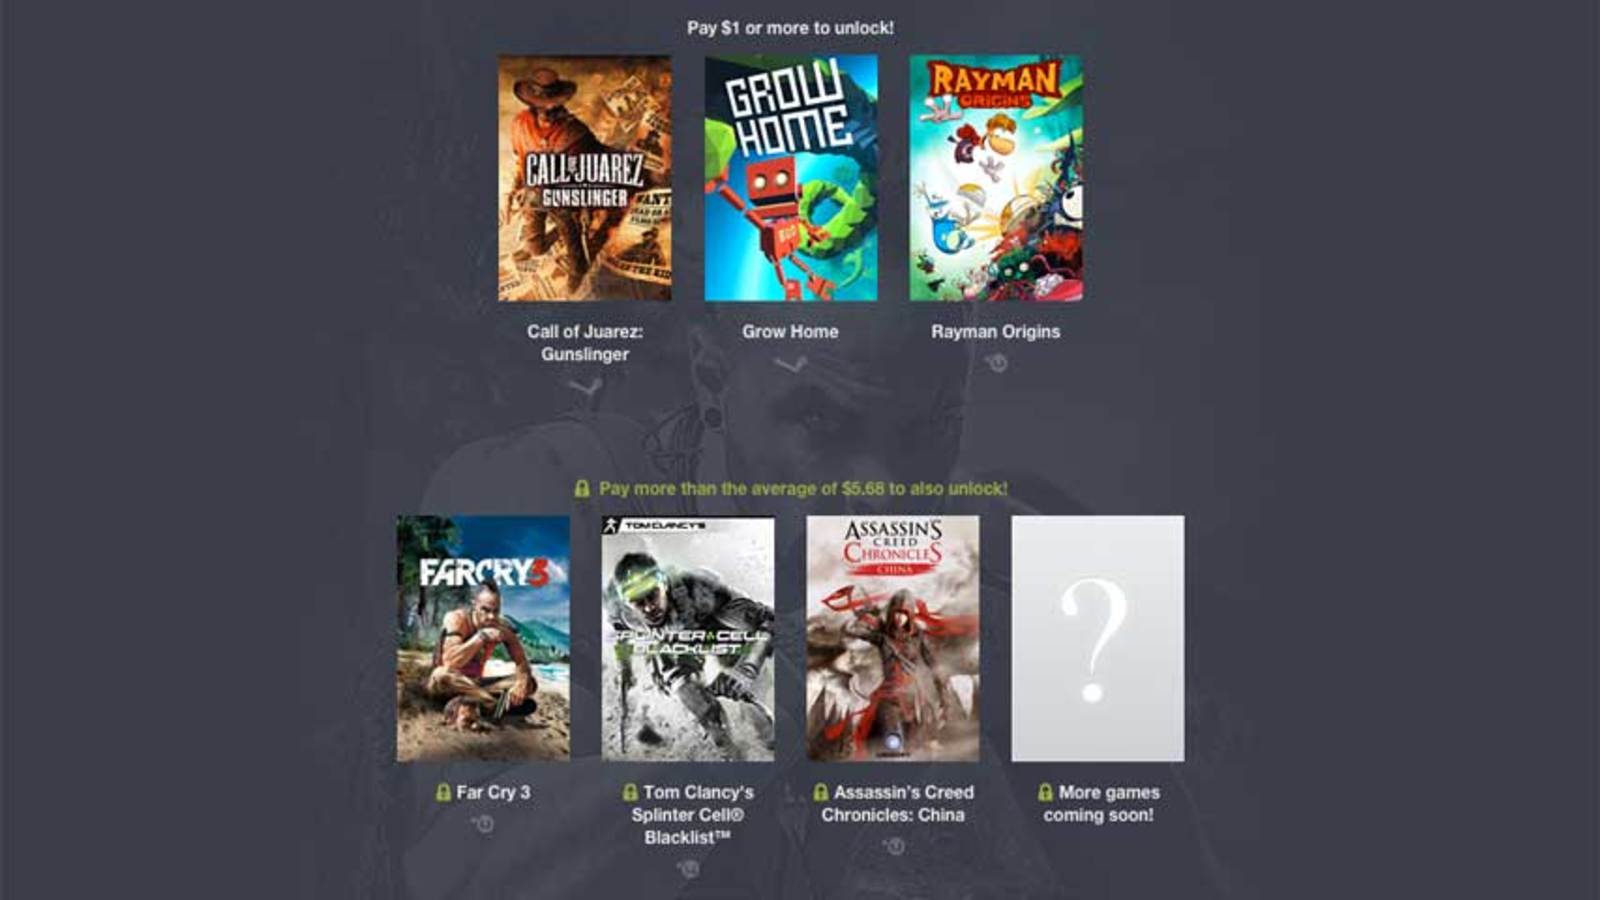 Pay $1 or more to unlock!
CALL OF JUAREZ
GUNSLINGER
GROW
HOME
BUD
RAYMAN
ORIGINS
Call of Juarez:
Gunslinger
Grow Home
Rayman Origins
Pay more than the average of $5.68 to also unlock!
FARCRY3
TOM CLANCY'S
SPLINTER CELL
BLACKLIST
ASSASSIN'S
CREED
CHRONICLES
CHINA
?
Far Cry 3
Tom Clancy's
Splinter Cell®
Blacklist™
Assassin's Creed
Chronicles: China
More games
coming soon!